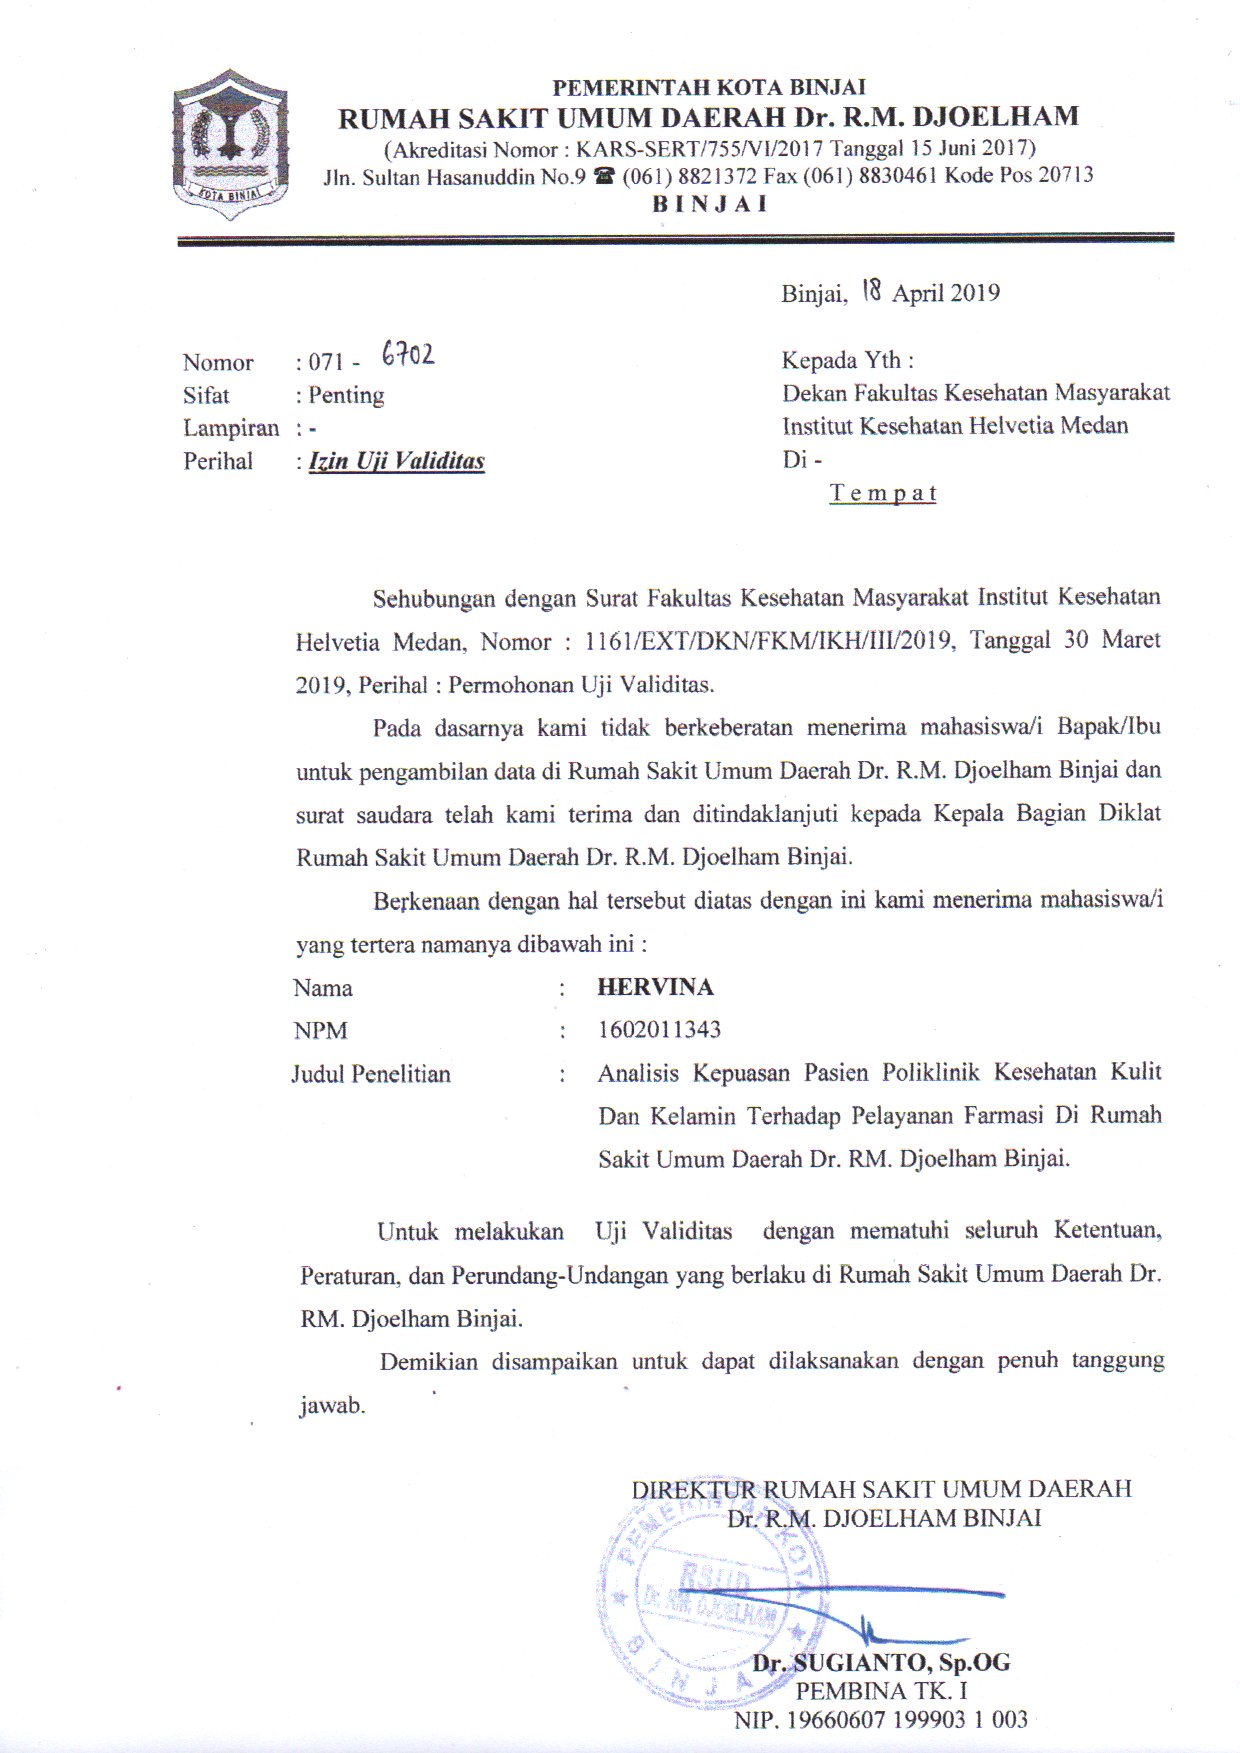 PEMERINTAH KOTA BINJAI
RUMAH SAKIT UMUM DAERAH Dr. R.M. DJOELHAM
(Akreditasi Nomor : KARS-SERT/755/VI/2017 Tanggal 15 Juni 2017)
Jln. Sultan Hasanuddin No.9 ☎ (061) 8821372 Fax (061) 8830461 Kode Pos 20713
B I N J A I
KOTA BINJAI
Binjai, 18 April 2019
Nomor : 071 - 6702
Sifat : Penting
Lampiran : -
Perihal : Izin Uji Validitas
Kepada Yth :
Dekan Fakultas Kesehatan Masyarakat
Institut Kesehatan Helvetia Medan
Di -
T e m p a t
Sehubungan dengan Surat Fakultas Kesehatan Masyarakat Institut Kesehatan
Helvetia Medan, Nomor : 1161/EXT/DKN/FKM/IKH/III/2019, Tanggal 30 Maret
2019, Perihal : Permohonan Uji Validitas.
Pada dasarnya kami tidak berkeberatan menerima mahasiswa/i Bapak/Ibu
untuk pengambilan data di Rumah Sakit Umum Daerah Dr. R.M. Djoelham Binjai dan
surat saudara telah kami terima dan ditindaklanjuti kepada Kepala Bagian Diklat
Rumah Sakit Umum Daerah Dr. R.M. Djoelham Binjai.
Berkenaan dengan hal tersebut diatas dengan ini kami menerima mahasiswa/i
yang tertera namanya dibawah ini :
Nama : HERVINA
NPM : 1602011343
Judul Penelitian : Analisis Kepuasan Pasien Poliklinik Kesehatan Kulit
Dan Kelamin Terhadap Pelayanan Farmasi Di Rumah
Sakit Umum Daerah Dr. RM. Djoelham Binjai.
Untuk melakukan Uji Validitas dengan mematuhi seluruh Ketentuan,
Peraturan, dan Perundang-Undangan yang berlaku di Rumah Sakit Umum Daerah Dr.
RM. Djoelham Binjai.
Demikian disampaikan untuk dapat dilaksanakan dengan penuh tanggung
jawab.
DIREKTUR RUMAH SAKIT UMUM DAERAH
Dr. R.M. DJOELHAM BINJAI
PEMERINTAH KOTA
RSUD
Dr. RM. DJOELHAM
BINJAI
Dr. SUGIANTO, Sp.OG
PEMBINA TK. I
NIP. 19660607 199903 1 003